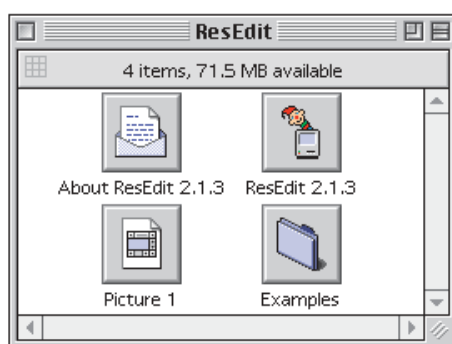 ResEdit
4 items, 71.5 MB available
About ResEdit 2.1.3
ResEdit 2.1.3
Picture 1
Examples